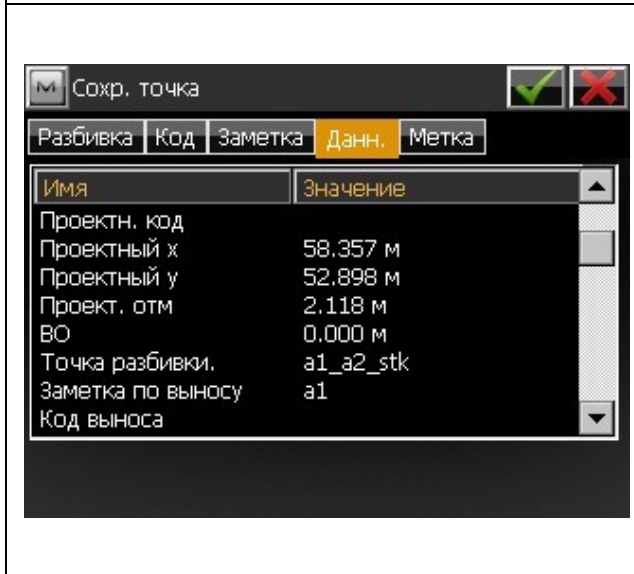 Сохр. точка
Разбивка Код Заметка Данн. Метка
Имя Значение
Проектн. код
Проектный х 58.357 м
Проектный у 52.898 м
Проект. отм 2.118 м
ВО 0.000 м
Точка разбивки. a1_a2_stk
Заметка по выносу a1
Код выноса